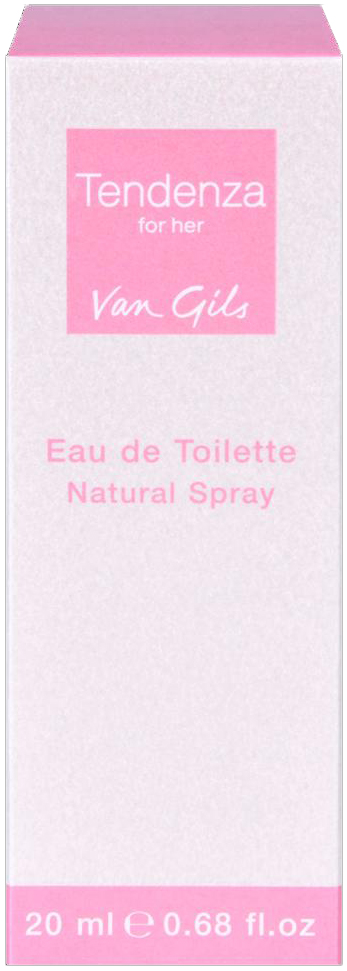 Tendenza
for her
Van Gils
Eau de Toilette
Natural Spray
20 ml ℮ 0.68 fl.oz